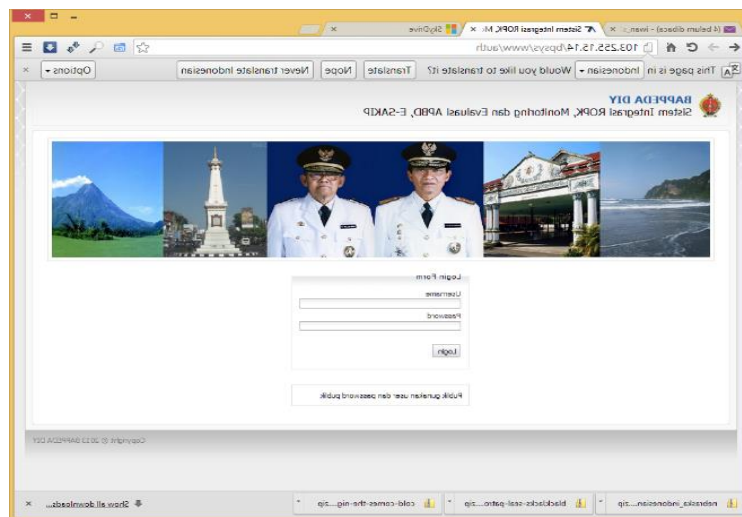 (4 belum dibaca) - iwan_s
Sistem Integrasi ROPK, Mo
SkyDrive
103.255.15.14/bpsys/www/auth
This page is in Indonesian Would you like to translate it? Translate Nope Never translate Indonesian Options
BAPPEDA DIY
Sistem Integrasi ROPK, Monitoring dan Evaluasi APBD, E-SAKIP
Login Form
Username
Password
Login
Publik gunakan user dan password publik
Copyright © 2013 BAPPEDA DIY
nebraska_indonesian....zip
blacklacks-seal-patro....zip
cold-comes-the-nig....zip
Show all downloads...